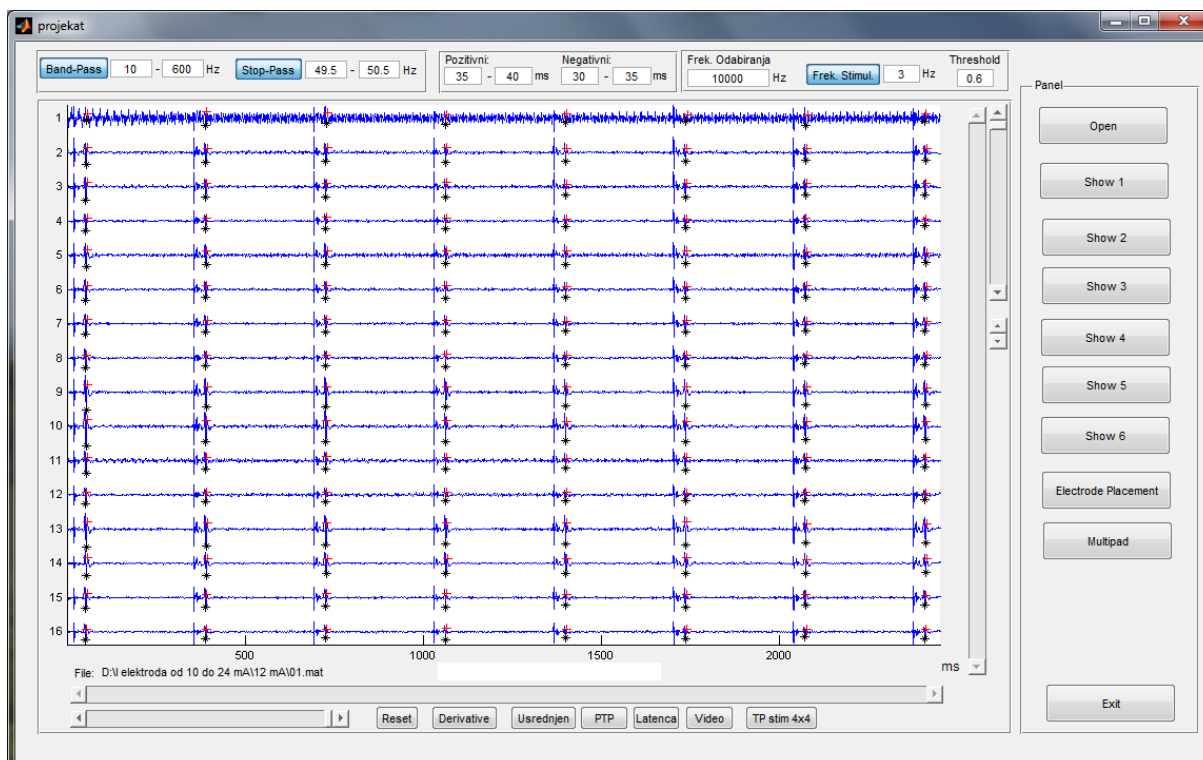 projekat
Band-Pass 10 - 600 Hz Stop-Pass 49.5 - 50.5 Hz
Pozitivni: 35 - 40 ms
Negativni: 30 - 35 ms
Frek. Odabiranja 10000 Hz
Frek. Stimul. 3 Hz
Threshold 0.6
1
2
3
4
5
6
7
8
9
10
11
12
13
14
15
16
500 1000 1500 2000
ms
File: D:\I elektroda od 10 do 24 mA\12 mA\01.mat
Reset Derivative Usrednjen PTP Latenca Video TP stim 4x4
Panel
Open
Show 1
Show 2
Show 3
Show 4
Show 5
Show 6
Electrode Placement
Multipad
Exit